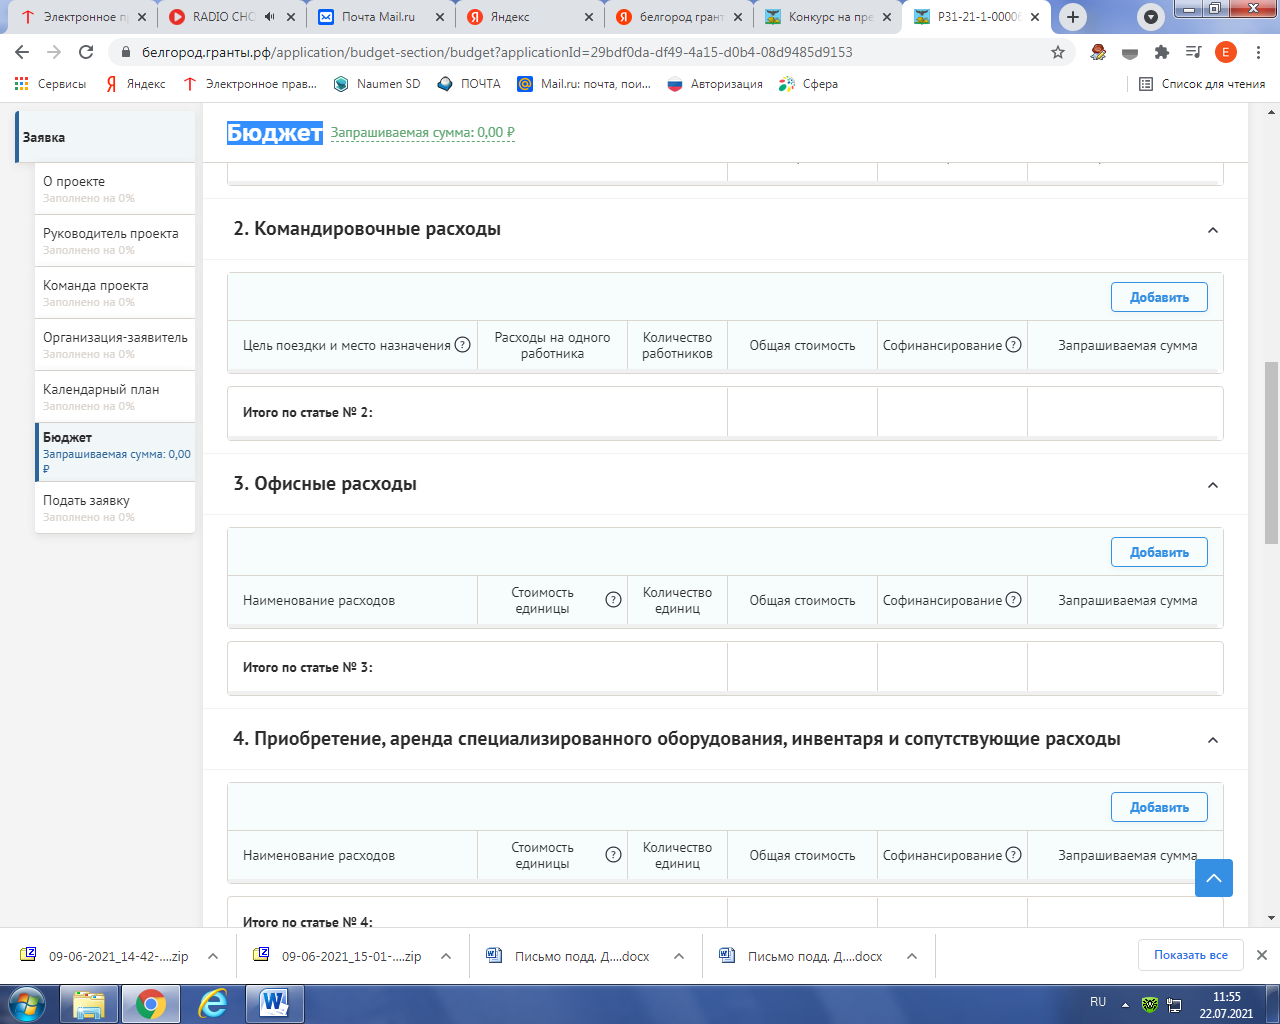 Электронное п
RADIO CHC
Почта Mail.ru
Яндекс
белгород грант
Конкурс на пре
Р31-21-1-00006
белгород.гранты.рф/application/budget-section/budget?applicationId=29bdf0da-df49-4a15-d0b4-08d9485d9153
E
Сервисы
Яндекс
Электронное прав...
Naumen SD
ПОЧТА
Mail.ru: почта, пои...
Авторизация
Сфера
Список для чтения
Заявка
О проекте
Заполнено на 0%
Руководитель проекта
Заполнено на 0%
Команда проекта
Заполнено на 0%
Организация-заявитель
Заполнено на 0%
Календарный план
Заполнено на 0%
Бюджет
Запрашиваемая сумма: 0,00
₽
Подать заявку
Заполнено на 0%
Бюджет Запрашиваемая сумма: 0,00 ₽
2. Командировочные расходы
Добавить
Цель поездки и место назначения ?
Расходы на одного
работника
Количество
работников
Общая стоимость
Софинансирование ?
Запрашиваемая сумма
Итого по статье № 2:
3. Офисные расходы
Добавить
Наименование расходов
Стоимость
единицы
?
Количество
единиц
Общая стоимость
Софинансирование ?
Запрашиваемая сумма
Итого по статье № 3:
4. Приобретение, аренда специализированного оборудования, инвентаря и сопутствующие расходы
Добавить
Наименование расходов
Стоимость
единицы
?
Количество
единиц
Общая стоимость
Софинансирование ?
Запрашиваемая сумма
Итого по статье № 4:
09-06-2021_14-42-....zip
09-06-2021_15-01-....zip
Письмо подд. Д....docx
Письмо подд. Д....docx
Показать все
RU
11:55
22.07.2021